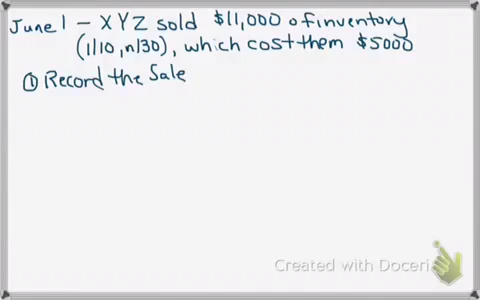 June 1 – XYZ sold $11,000 of inventory
(1/10, n/30), which cost them $5000
① Record the Sale
Created with Doceri